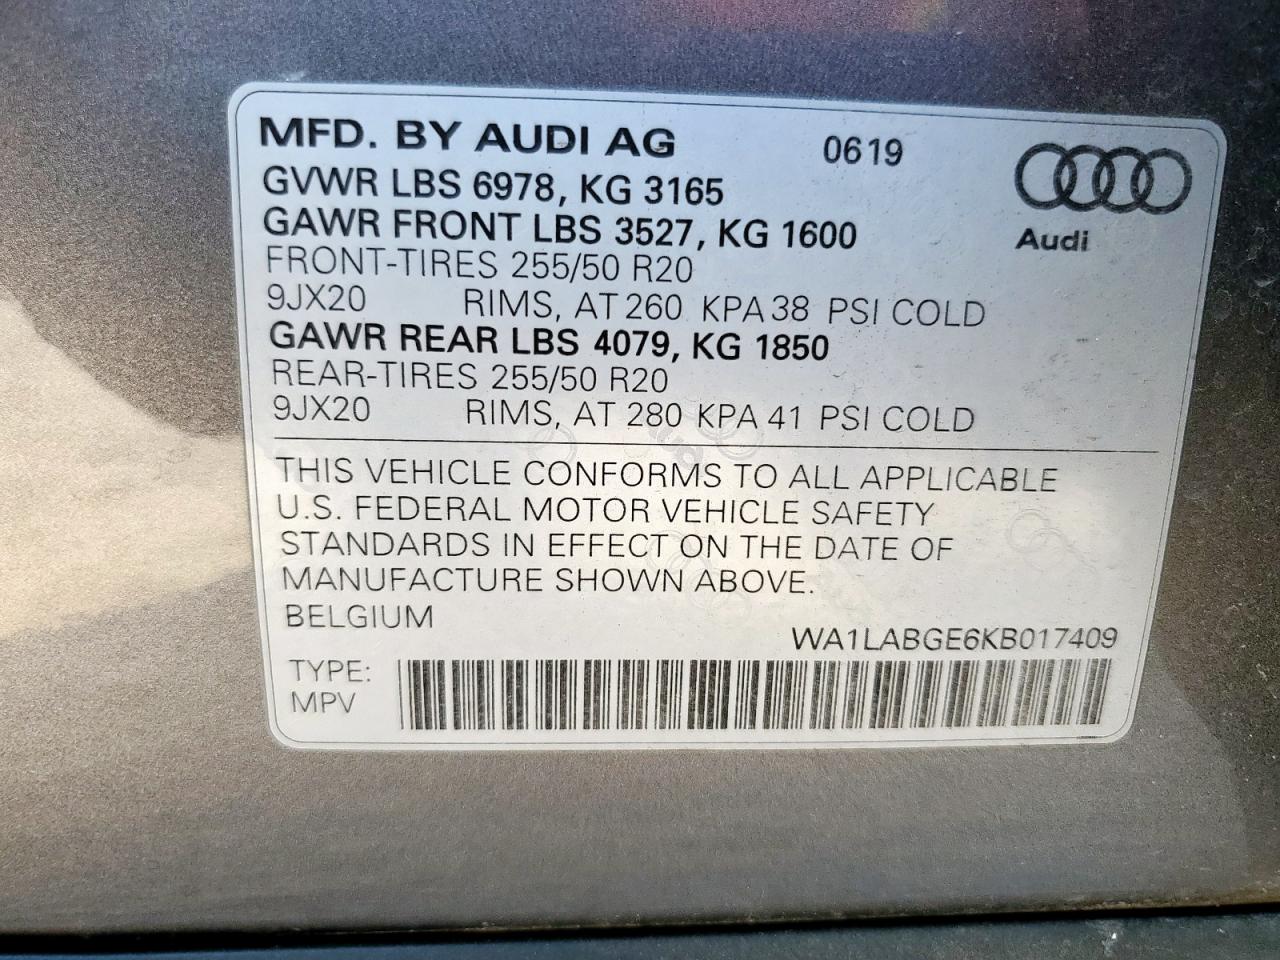 MFD. BY AUDI AG 0619
GVWR LBS 6978, KG 3165
GAWR FRONT LBS 3527, KG 1600
Audi
FRONT-TIRES 255/50 R20
9JX20 RIMS, AT 260 KPA 38 PSI COLD
GAWR REAR LBS 4079, KG 1850
REAR-TIRES 255/50 R20
9JX20 RIMS, AT 280 KPA 41 PSI COLD
THIS VEHICLE CONFORMS TO ALL APPLICABLE
U.S. FEDERAL MOTOR VEHICLE SAFETY
STANDARDS IN EFFECT ON THE DATE OF
MANUFACTURE SHOWN ABOVE.
BELGIUM
WA1LABGE6KB017409
TYPE:
MPV